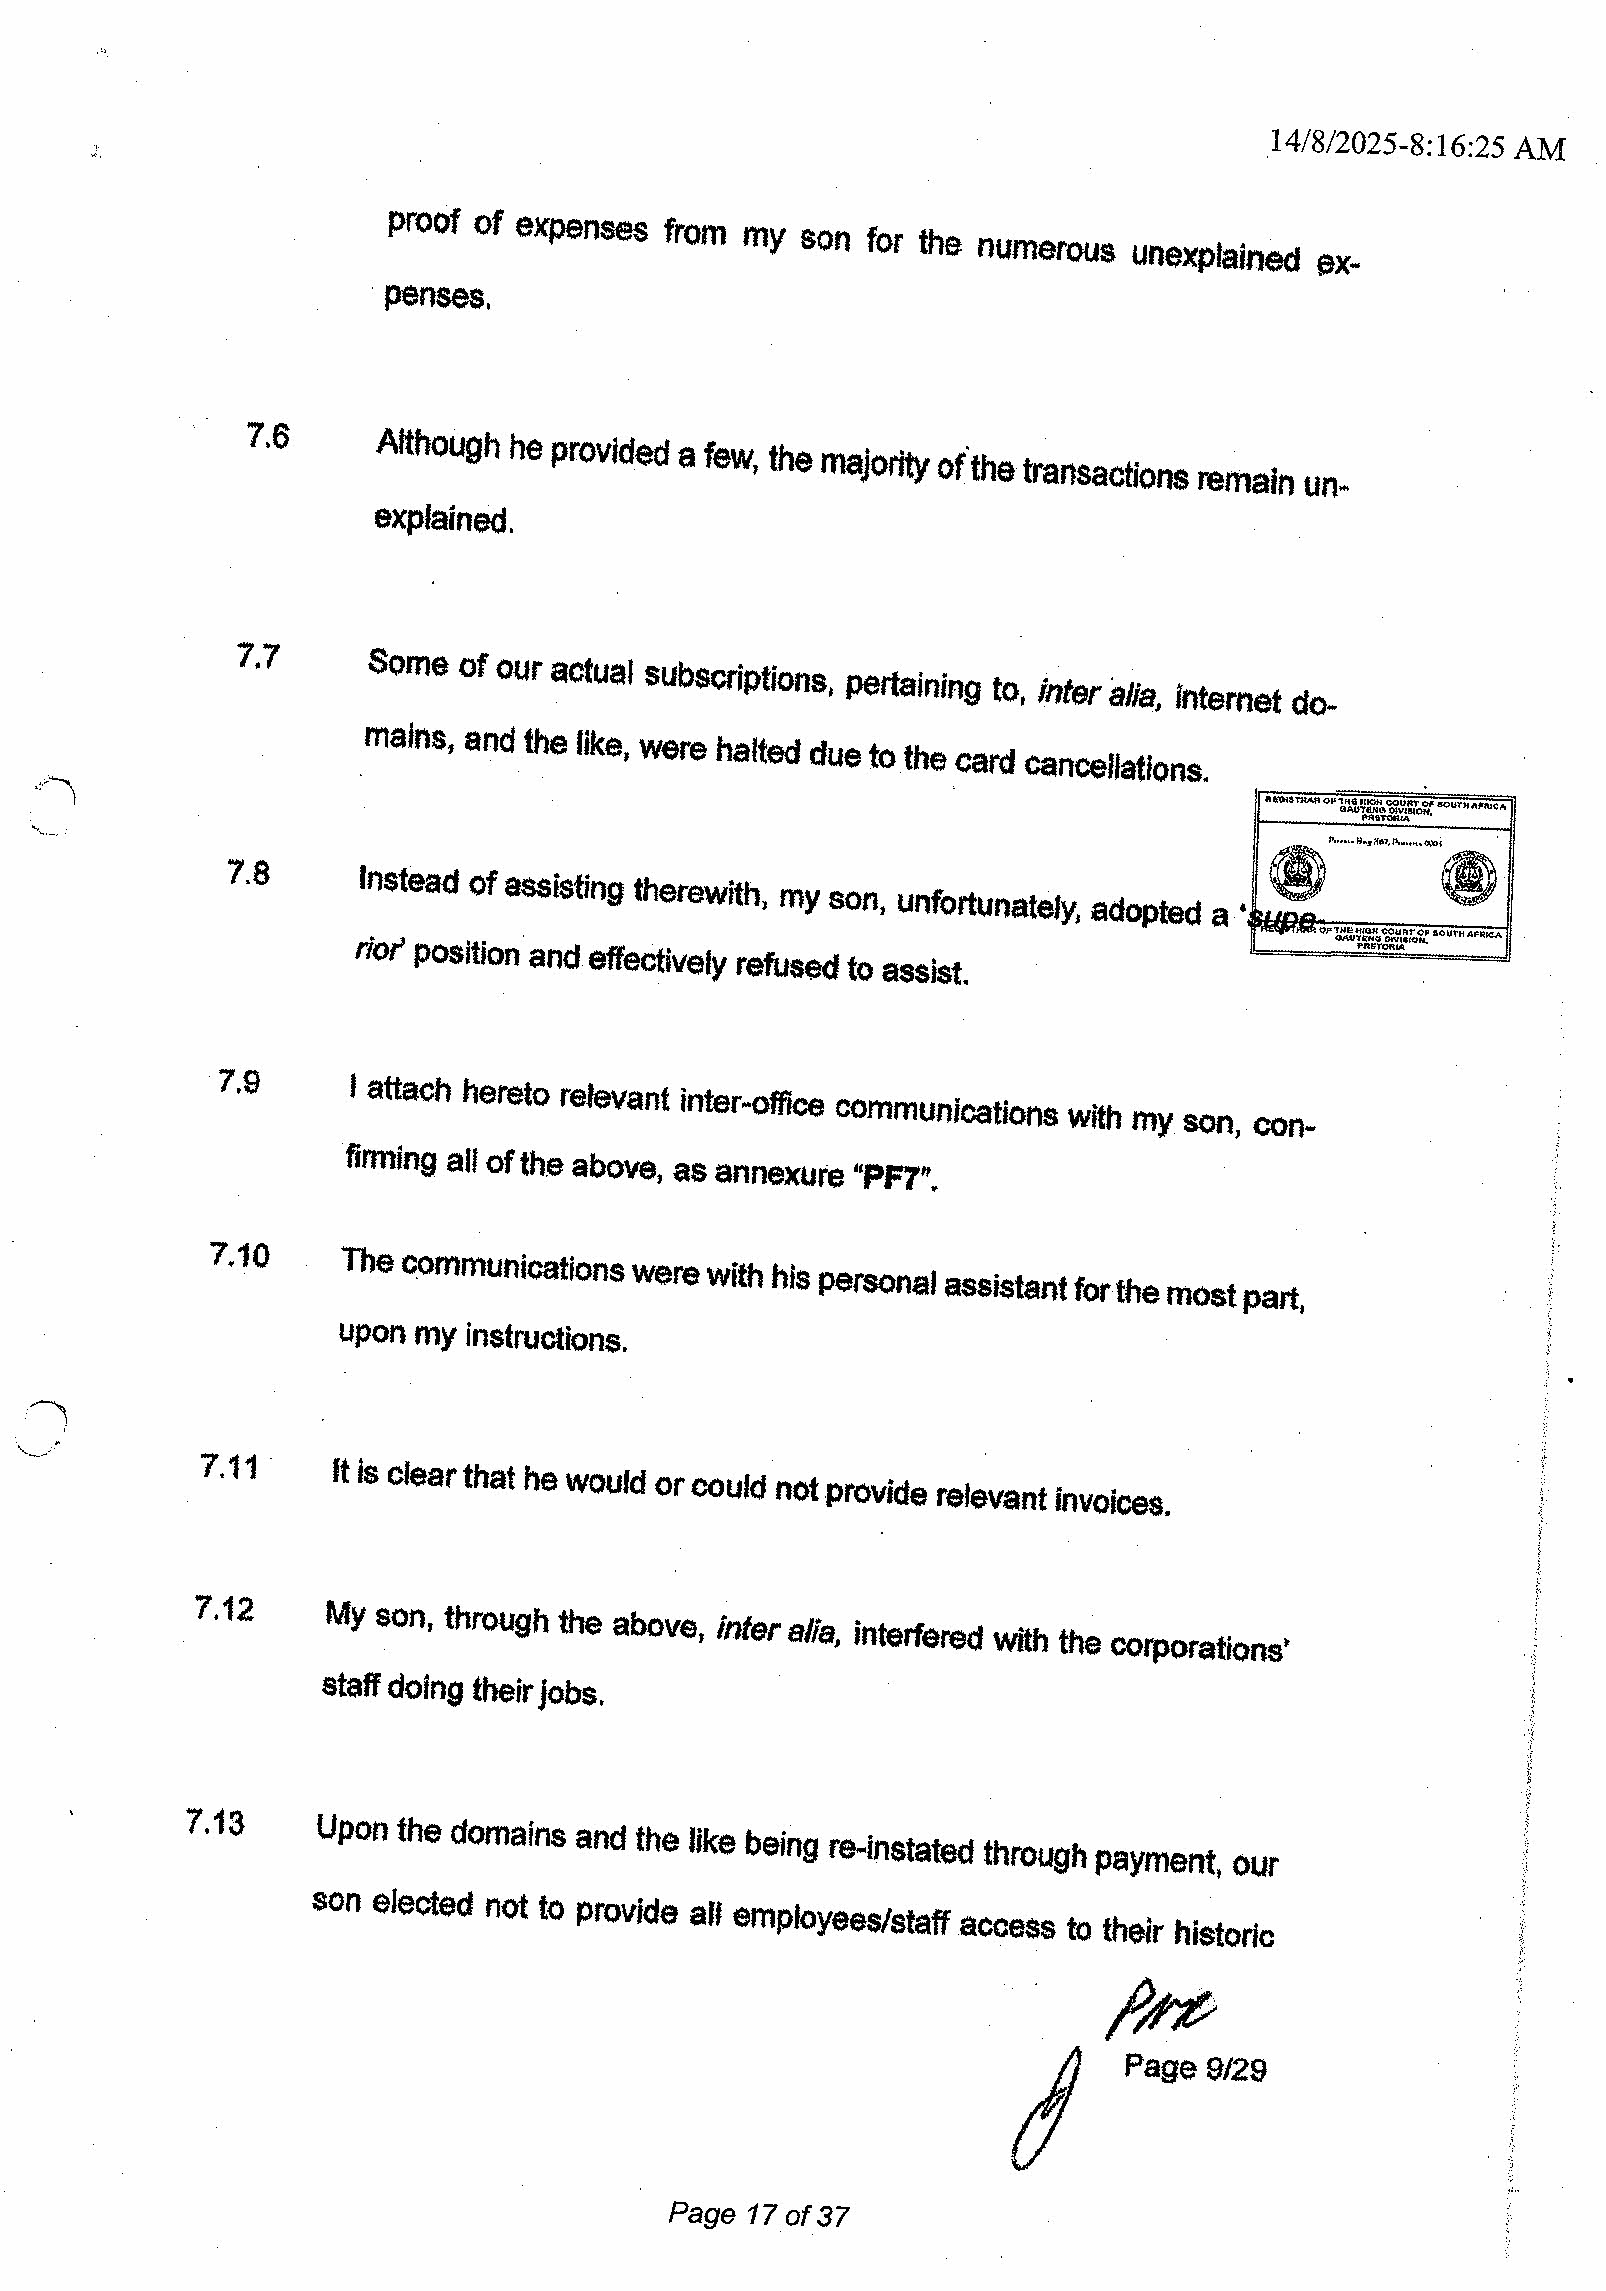 14/8/2025-8:16:25 AM
proof of expenses from my son for the numerous unexplained ex-
penses.
7.6 Although he provided a few, the majority of the transactions remain un-
explained.
7.7 Some of our actual subscriptions, pertaining to, inter alia, internet do-
mains, and the like, were halted due to the card cancellations.
REGISTRAR OF THE HIGH COURT OF SOUTH AFRICA
GAUTENG DIVISION,
PRETORIA
Private Bag X67, Pretoria 0001
7.8 Instead of assisting therewith, my son, unfortunately, adopted a 'supe-
REGISTRAR OF THE HIGH COURT OF SOUTH AFRICA
GAUTENG DIVISION,
PRETORIA
rior' position and effectively refused to assist.
7.9 I attach hereto relevant inter-office communications with my son, con-
firming all of the above, as annexure "PF7".
7.10 The communications were with his personal assistant for the most part,
upon my instructions.
7.11 It is clear that he would or could not provide relevant invoices.
7.12 My son, through the above, inter alia, interfered with the corporations'
staff doing their jobs.
7.13 Upon the domains and the like being re-instated through payment, our
son elected not to provide all employees/staff access to their historic
Page 9/29
Page 17 of 37